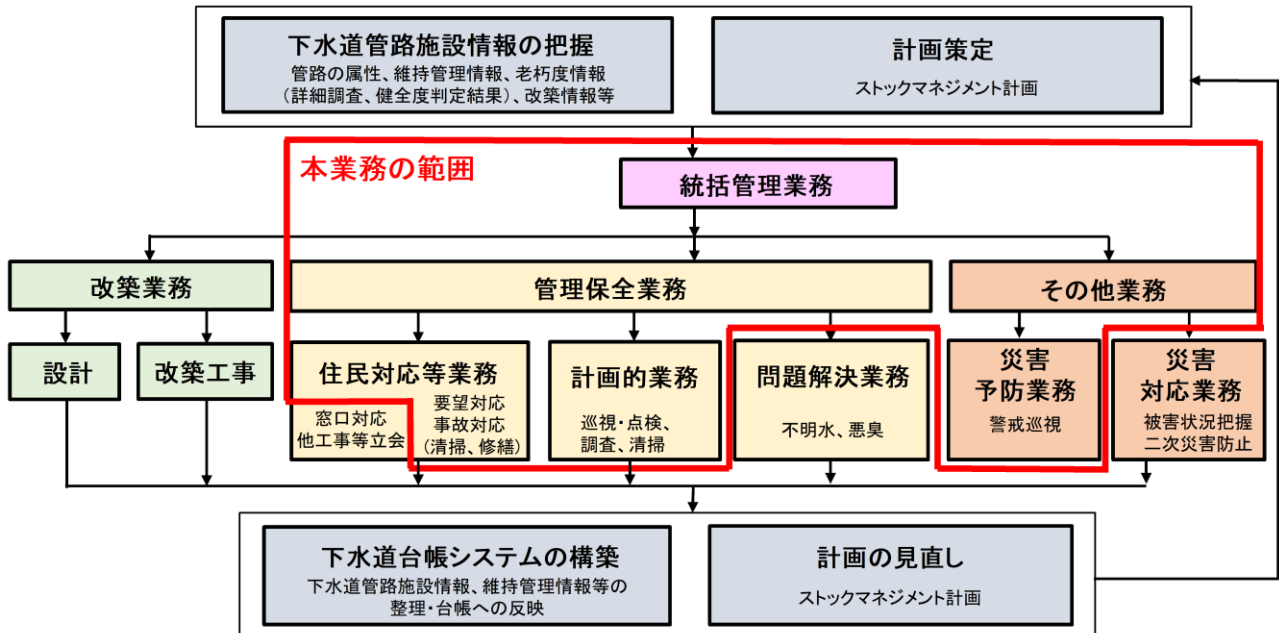 下水道管路施設情報の把握
管路の属性、維持管理情報、老朽度情報
（詳細調査、健全度判定結果）、改築情報等
計画策定
ストックマネジメント計画
本業務の範囲
統括管理業務
改築業務
管理保全業務
その他業務
設計
改築工事
住民対応等業務
窓口対応
他工事等立会
要望対応
事故対応
（清掃、修繕）
計画的業務
巡視・点検、
調査、清掃
問題解決業務
不明水、悪臭
災害
予防業務
警戒巡視
災害
対応業務
被害状況把握
二次災害防止
下水道台帳システムの構築
下水道管路施設情報、維持管理情報等の
整理・台帳への反映
計画の見直し
ストックマネジメント計画